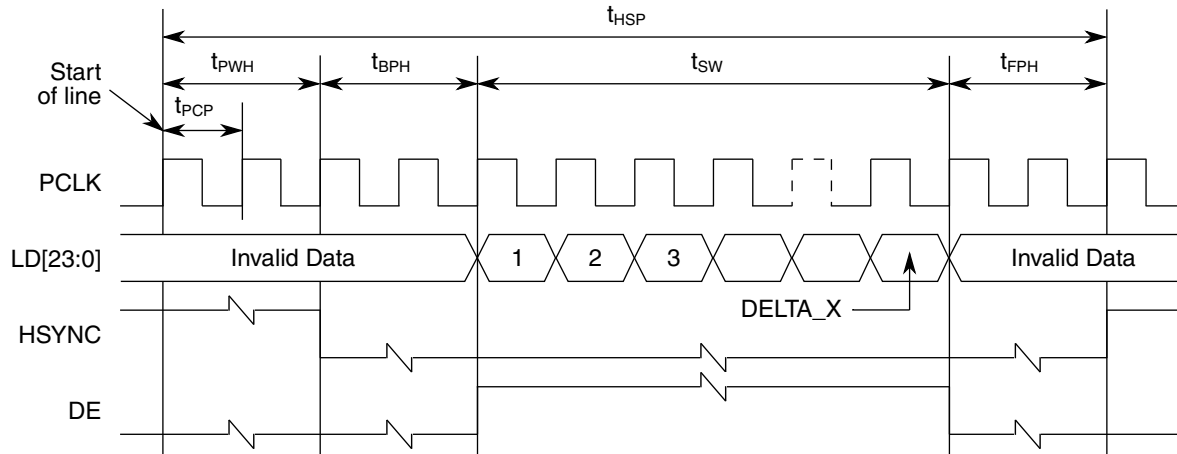 tHSP
tPWH tBPH tSW tFPH
Start
of line
tPCP
PCLK
LD[23:0] Invalid Data 1 2 3 Invalid Data
DELTA_X
HSYNC
DE